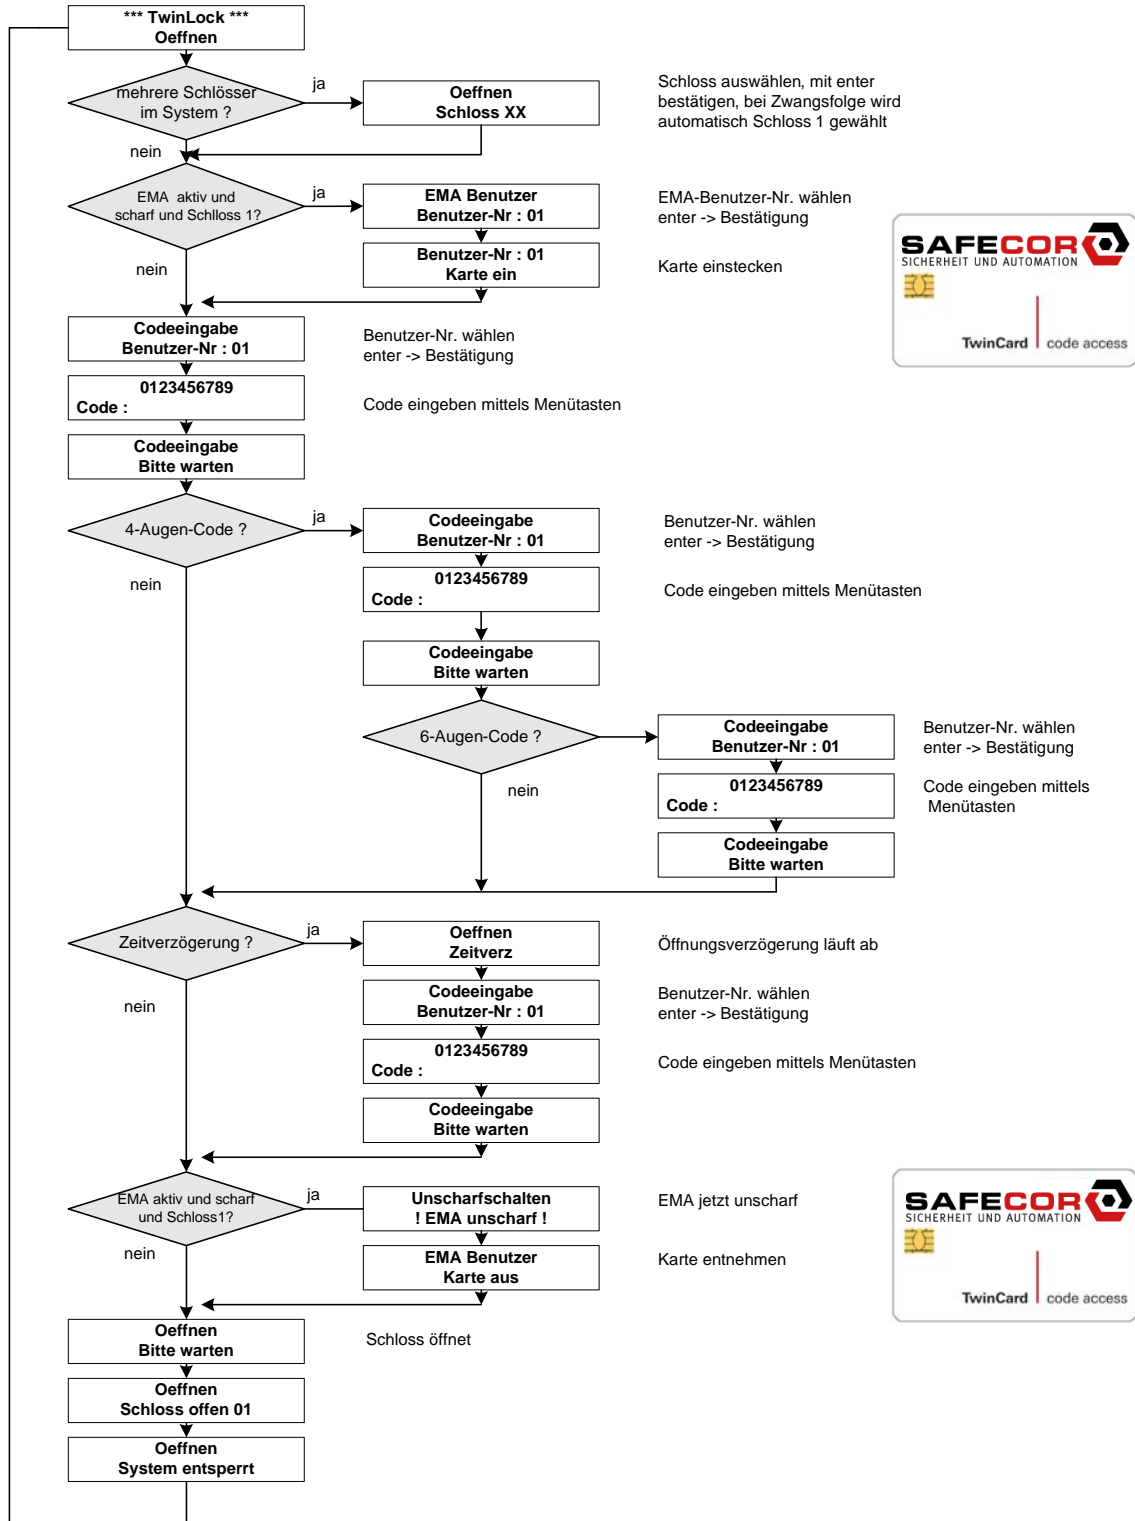 *** TwinLock ***
Oeffnen
mehrere Schlösser
im System ?
ja
Oeffnen
Schloss XX
Schloss auswählen, mit enter
bestätigen, bei Zwangsfolge wird
automatisch Schloss 1 gewählt
nein
EMA aktiv und
scharf und Schlloss 1?
ja
EMA Benutzer
Benutzer-Nr : 01
EMA-Benutzer-Nr. wählen
enter -> Bestätigung
Benutzer-Nr : 01
Karte ein
Karte einstecken
SAFECOR
SICHERHEIT UND AUTOMATION
TwinCard
code access
nein
Codeeingabe
Benutzer-Nr : 01
Benutzer-Nr. wählen
enter -> Bestätigung
0123456789
Code :
Code eingeben mittels Menütasten
Codeeingabe
Bitte warten
4-Augen-Code ?
ja
Codeeingabe
Benutzer-Nr : 01
Benutzer-Nr. wählen
enter -> Bestätigung
nein
0123456789
Code :
Code eingeben mittels Menütasten
Codeeingabe
Bitte warten
6-Augen-Code ?
Codeeingabe
Benutzer-Nr : 01
Benutzer-Nr. wählen
enter -> Bestätigung
nein
0123456789
Code :
Code eingeben mittels
Menütasten
Codeeingabe
Bitte warten
Zeitverzögerung ?
ja
Oeffnen
Zeitverz
Öffnungsverzögerung läuft ab
nein
Codeeingabe
Benutzer-Nr : 01
Benutzer-Nr. wählen
enter -> Bestätigung
0123456789
Code :
Code eingeben mittels Menütasten
Codeeingabe
Bitte warten
EMA aktiv und scharf
und Schloss1?
ja
Unscharfschalten
! EMA unscharf !
EMA jetzt unscharf
nein
EMA Benutzer
Karte aus
Karte entnehmen
SAFECOR
SICHERHEIT UND AUTOMATION
TwinCard
code access
Oeffnen
Bitte warten
Schloss öffnet
Oeffnen
Schloss offen 01
Oeffnen
System entsperrt